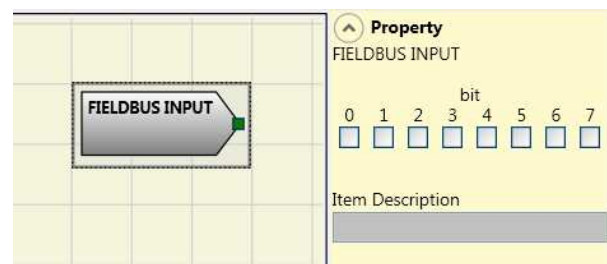 FIELDBUS INPUT
Property
FIELDBUS INPUT
bit
0 1 2 3 4 5 6 7
Item Description